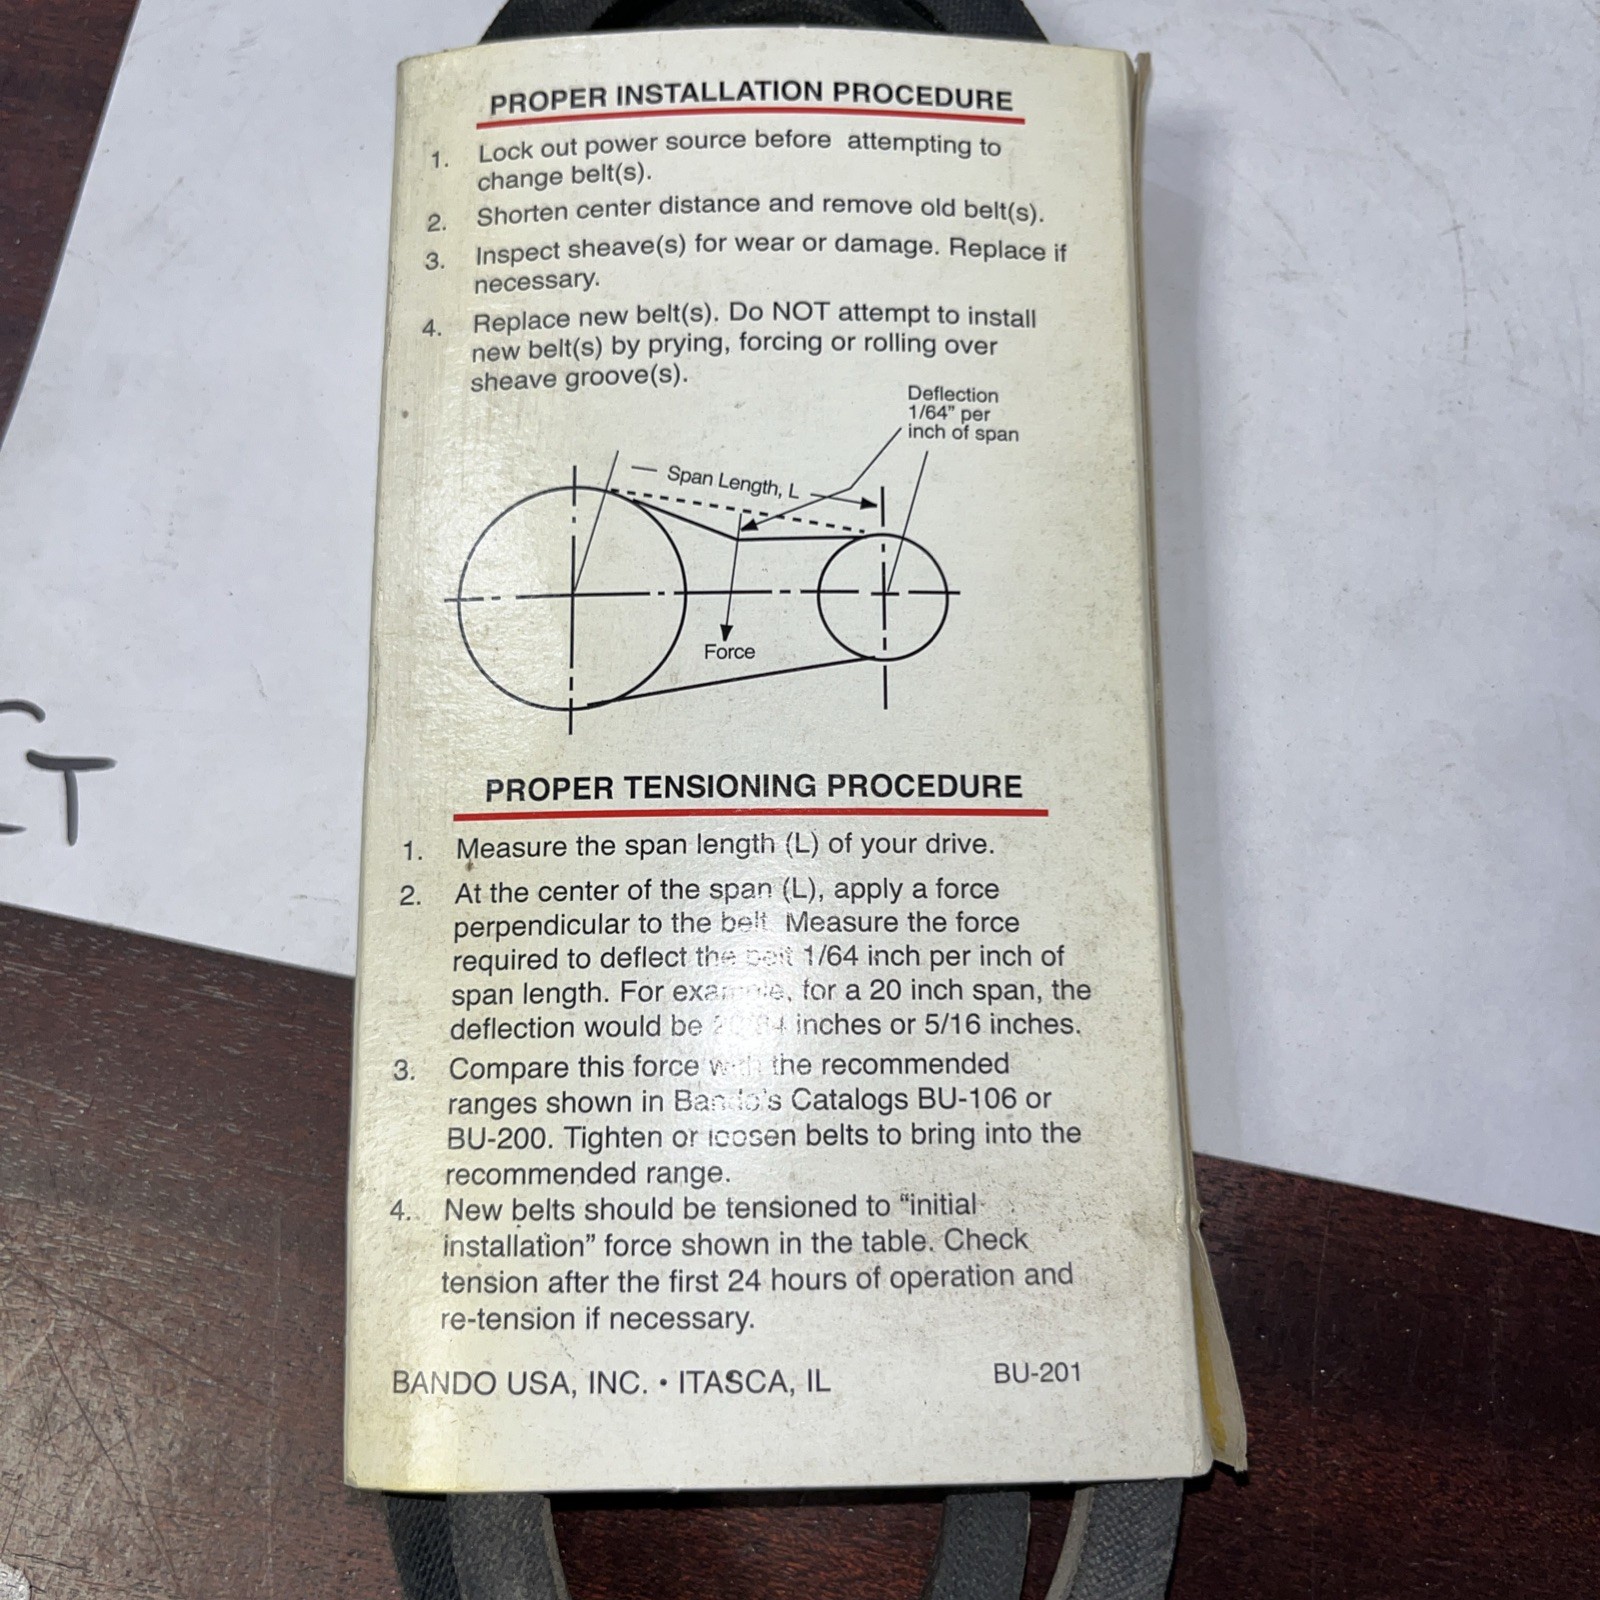 PROPER INSTALLATION PROCEDURE
1. Lock out power source before attempting to
change belt(s).
2. Shorten center distance and remove old belt(s).
3. Inspect sheave(s) for wear or damage. Replace if
necessary.
4. Replace new belt(s). Do NOT attempt to install
new belt(s) by prying, forcing or rolling over
sheave groove(s).
Deflection
1/64" per
inch of span
Span Length, L
Force
PROPER TENSIONING PROCEDURE
1. Measure the span length (L) of your drive.
2. At the center of the span (L), apply a force
perpendicular to the belt. Measure the force
required to deflect the belt 1/64 inch per inch of
span length. For example, for a 20 inch span, the
deflection would be 20/64 inches or 5/16 inches.
3. Compare this force with the recommended
ranges shown in Bando's Catalogs BU-106 or
BU-200. Tighten or loosen belts to bring into the
recommended range.
4. New belts should be tensioned to "initial
installation" force shown in the table. Check
tension after the first 24 hours of operation and
re-tension if necessary.
BANDO USA, INC. • ITASCA, IL
BU-201